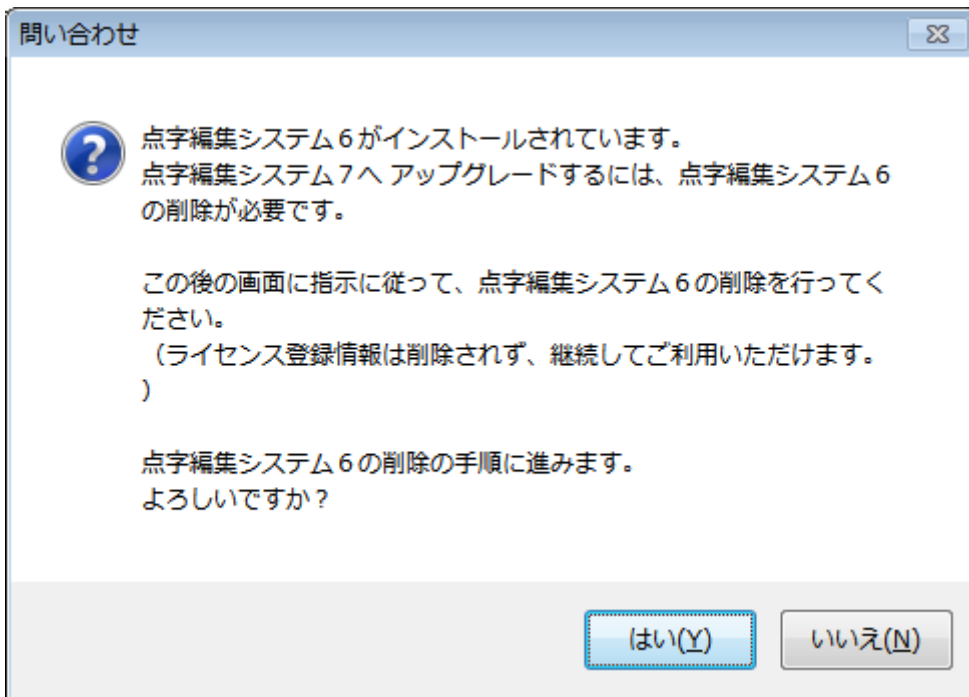 問い合わせ
点字編集システム６がインストールされています。
点字編集システム７へ アップグレードするには、点字編集システム６
の削除が必要です。
この後の画面に指示に従って、点字編集システム６の削除を行ってく
ださい。
（ライセンス登録情報は削除されず、継続してご利用いただけます。
）
点字編集システム６の削除の手順に進みます。
よろしいですか？
はい(Y)
いいえ(N)